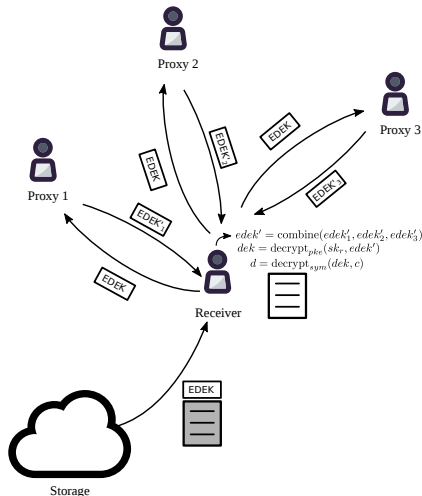 Proxy 2
Proxy 3
EDEK
EDEK'₂
EDEK
EDEK'₃
Proxy 1
EDEK'₁
EDEK
edek' = combine(edek'₁, edek'₂, edek'₃)
dek = decryptₚₖₑ(skᵣ, edek')
d = decrypt_sym(dek, c)
Receiver
EDEK
Storage